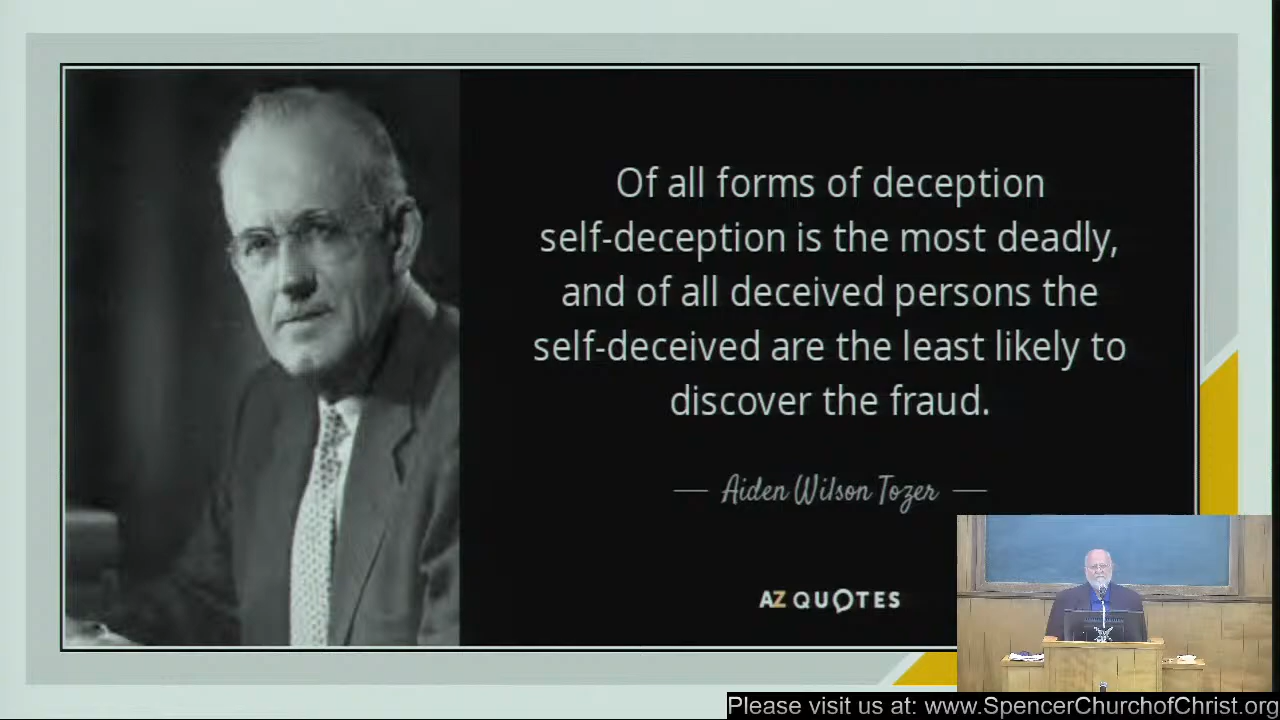 Of all forms of deception
self-deception is the most deadly,
and of all deceived persons the
self-deceived are the least likely to
discover the fraud.
Aiden Wilson Tozer
AZ QUOTES
Please visit us at: www.SpencerChurchofChrist.org